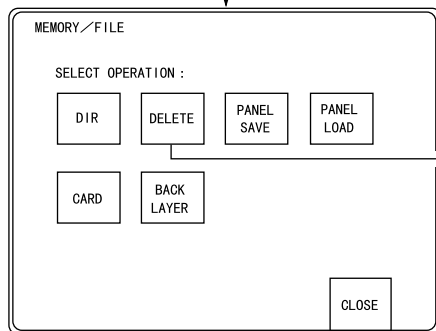 MEMORY／FILE
SELECT OPERATION :
DIR
DELETE
PANEL
SAVE
PANEL
LOAD
CARD
BACK
LAYER
CLOSE